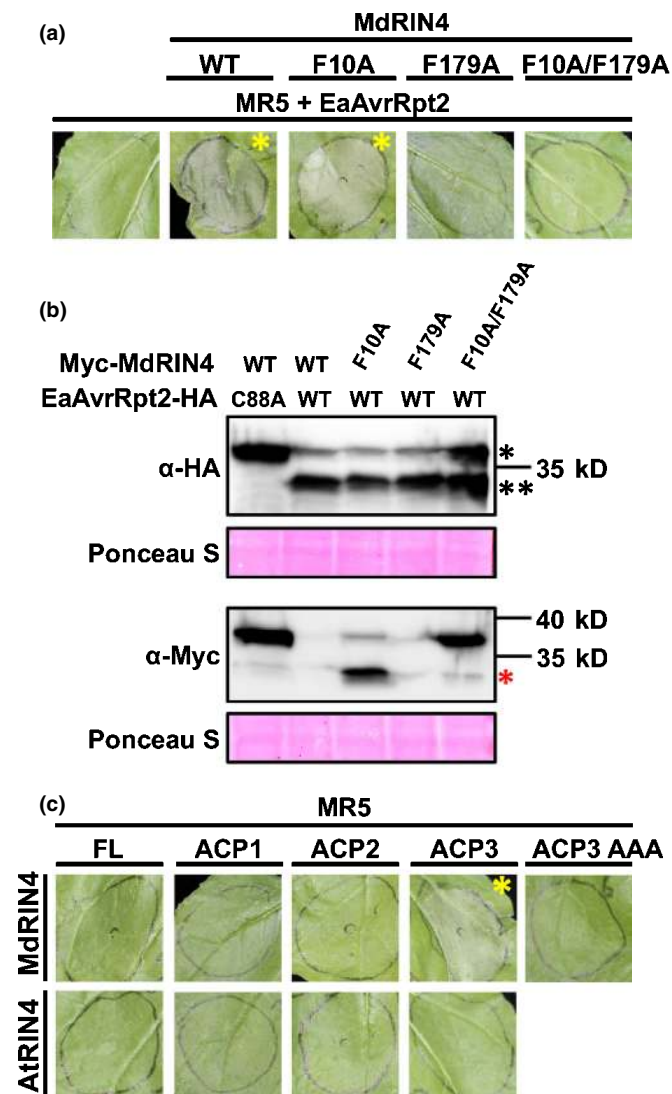 (a)
MdRIN4
WT F10A F179A F10A/F179A
MR5 + EaAvrRpt2
* *
(b)
Myc-MdRIN4 WT WT F10A F179A F10A/F179A
EaAvrRpt2-HA C88A WT WT WT WT
α-HA * 35 kD
**
Ponceau S
40 kD
α-Myc 35 kD
*
Ponceau S
(c)
MR5
FL ACP1 ACP2 ACP3 ACP3 AAA
*
MdRIN4
AtRIN4